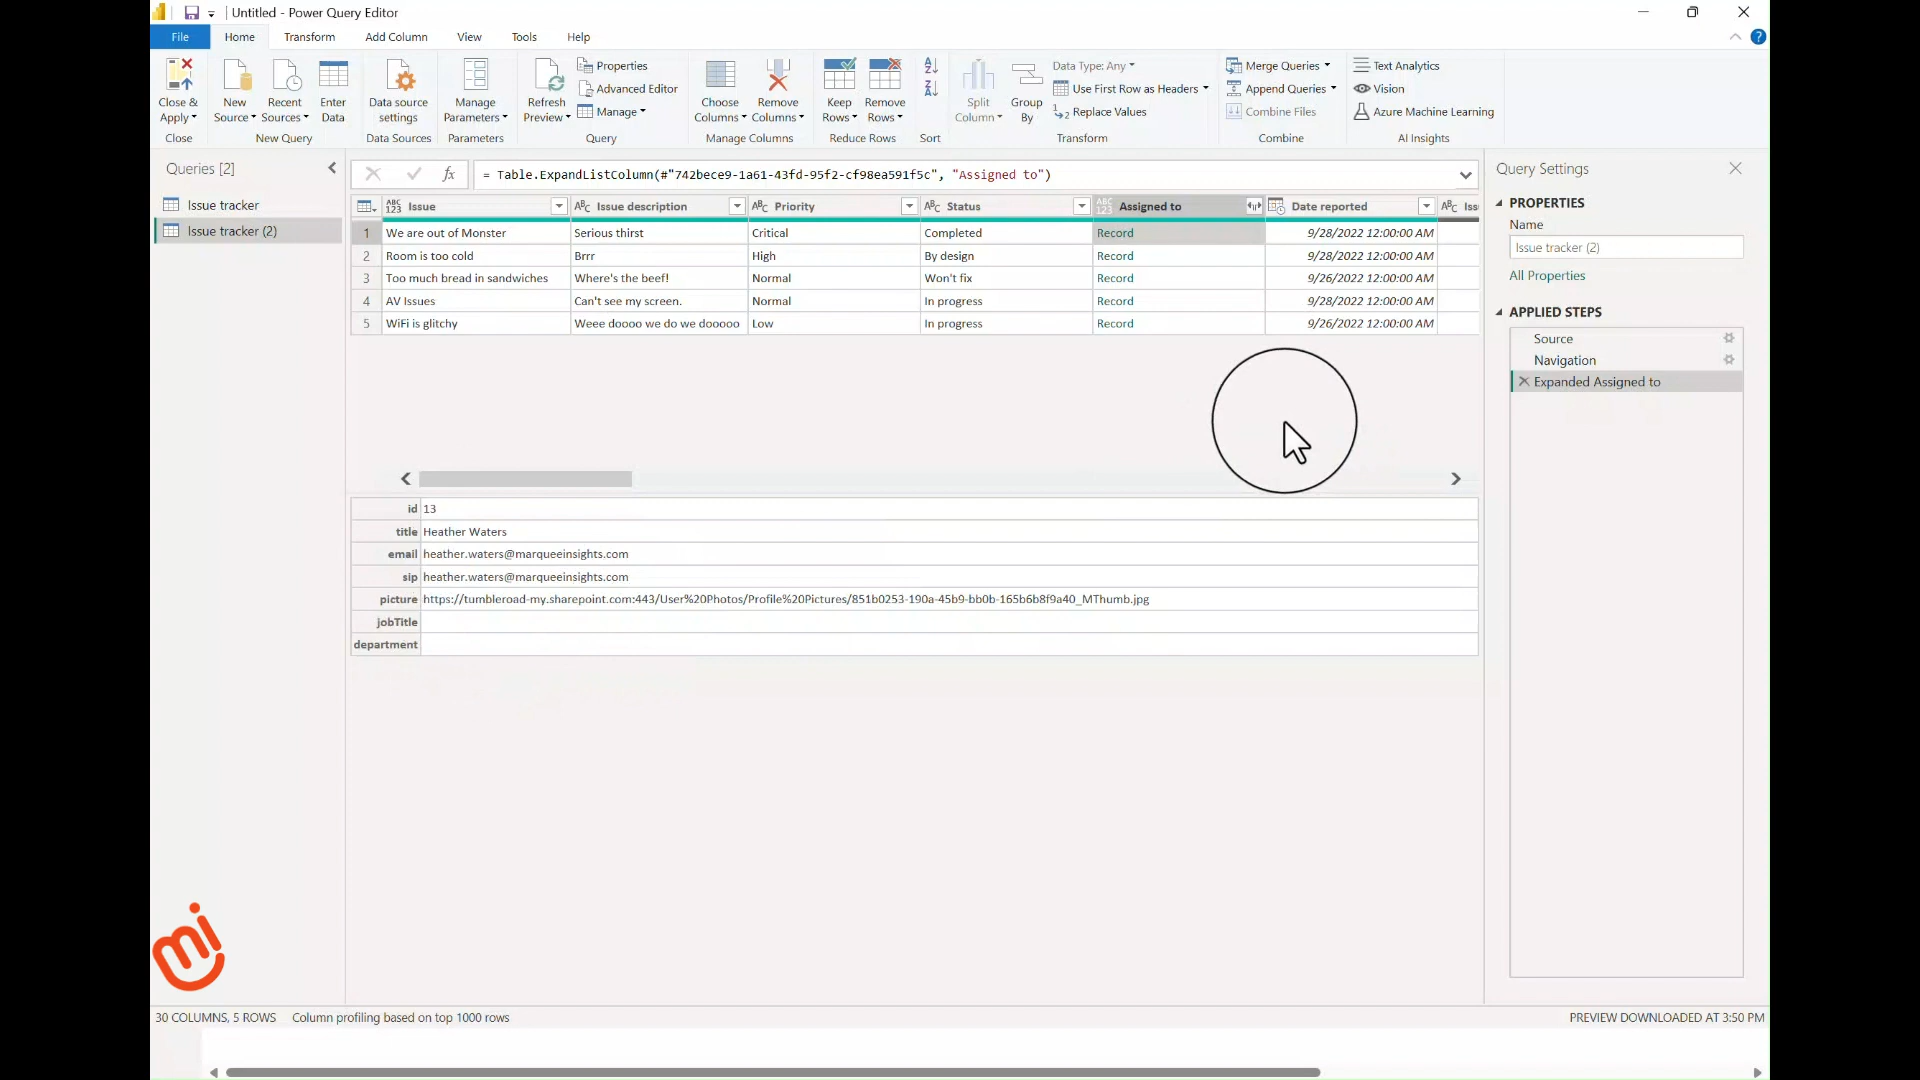 Untitled - Power Query Editor
File Home Transform Add Column View Tools Help
Close & Apply
Close
New Source
Recent Sources
Enter Data
New Query
Data source settings
Data Sources
Manage Parameters
Parameters
Refresh Preview
Properties
Advanced Editor
Manage
Query
Choose Columns
Remove Columns
Manage Columns
Keep Rows
Remove Rows
Reduce Rows
Sort
Split Column
Group By
Data Type: Any
Use First Row as Headers
Replace Values
Transform
Merge Queries
Append Queries
Combine Files
Combine
Text Analytics
Vision
Azure Machine Learning
AI Insights
Queries [2]
Issue tracker
Issue tracker (2)
fx = Table.ExpandListColumn(#"742bece9-1a61-43fd-95f2-cf98ea591f5c", "Assigned to")
ABC 123 Issue ABC Issue description ABC Priority ABC Status ABC 123 Assigned to Date reported ABC Iss
1 We are out of Monster Serious thirst Critical Completed Record 9/28/2022 12:00:00 AM
2 Room is too cold Brrr High By design Record 9/28/2022 12:00:00 AM
3 Too much bread in sandwiches Where's the beef! Normal Won't fix Record 9/26/2022 12:00:00 AM
4 AV Issues Can't see my screen. Normal In progress Record 9/28/2022 12:00:00 AM
5 WiFi is glitchy Weee doooo we do we dooooo Low In progress Record 9/26/2022 12:00:00 AM
id 13
title Heather Waters
email heather.waters@marqueeinsights.com
sip heather.waters@marqueeinsights.com
picture https://tumbleroad-my.sharepoint.com:443/User%20Photos/Profile%20Pictures/851b0253-190a-45b9-bb0b-165b6b8f9a40_MThumb.jpg
jobTitle
department
Query Settings
PROPERTIES
Name
Issue tracker (2)
All Properties
APPLIED STEPS
Source
Navigation
Expanded Assigned to
mi
30 COLUMNS, 5 ROWS Column profiling based on top 1000 rows
PREVIEW DOWNLOADED AT 3:50 PM